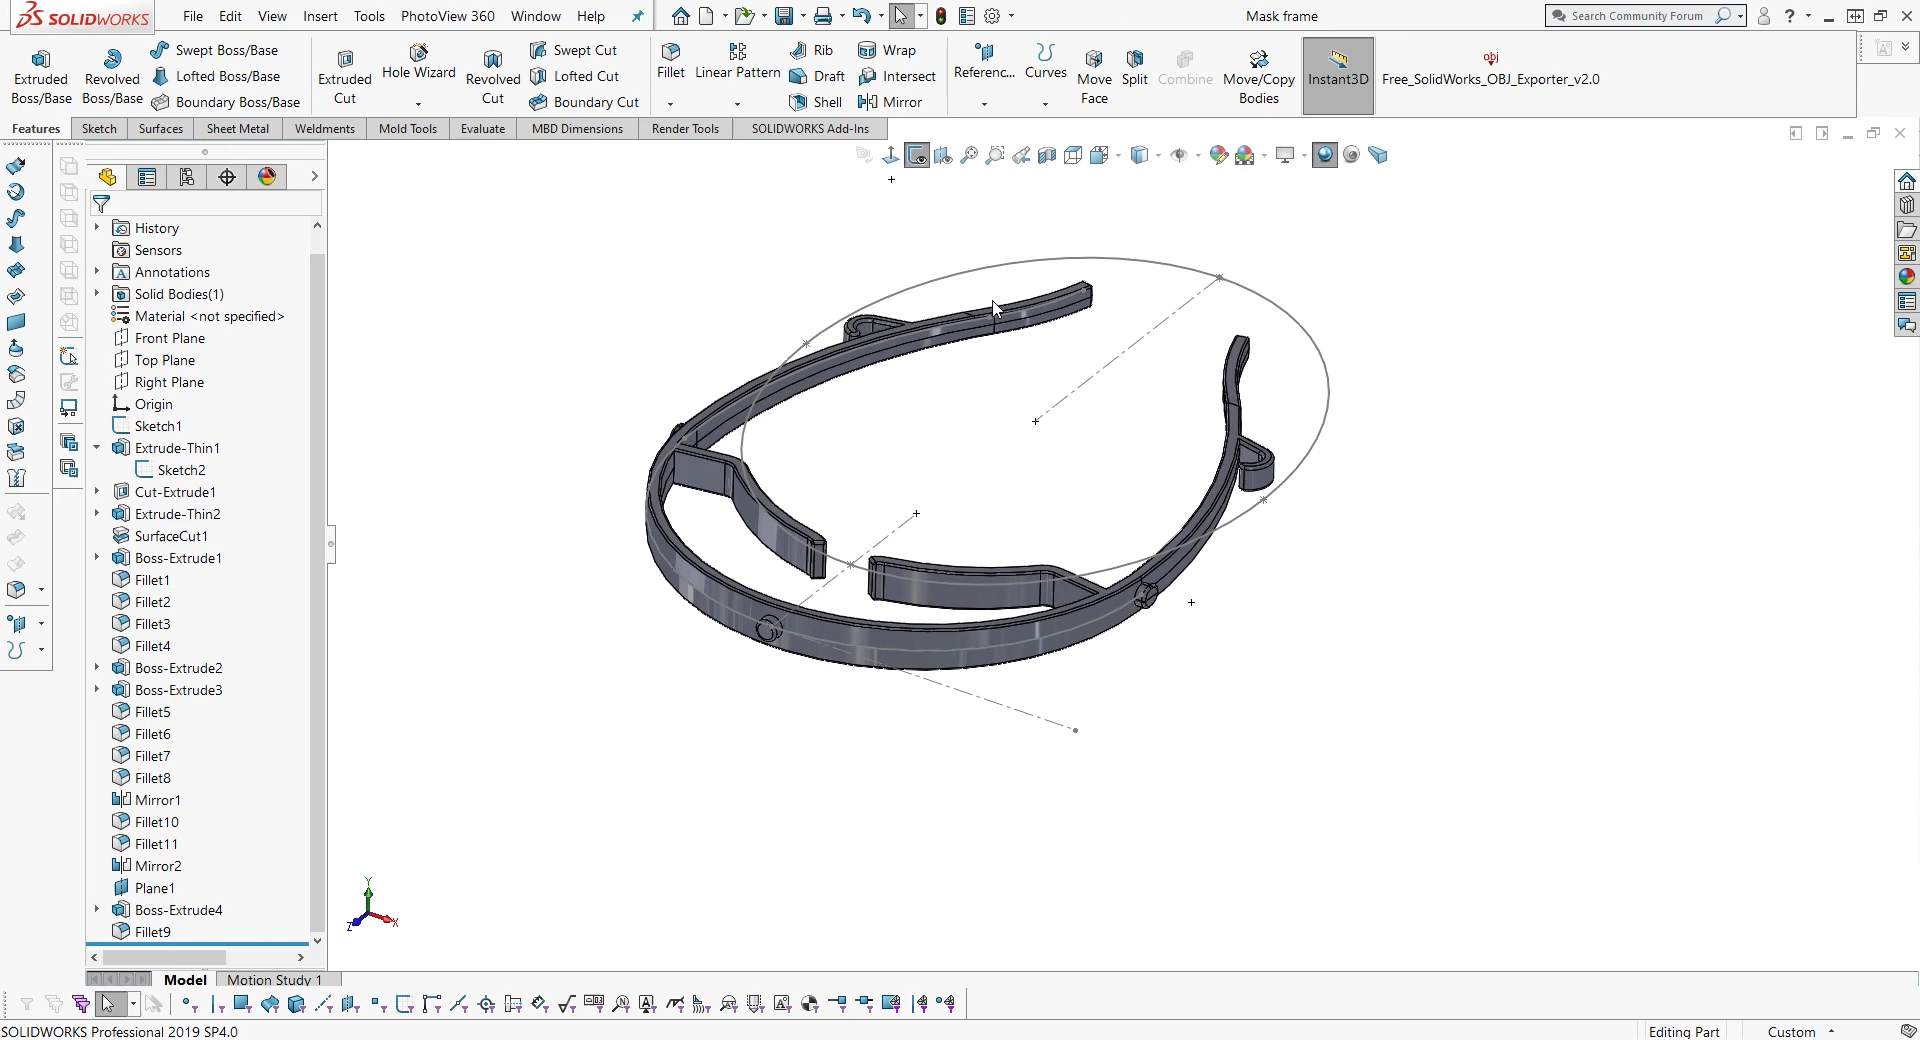 SOLIDWORKS File Edit View Insert Tools PhotoView 360 Window Help Mask frame Search Community Forum ?
Extruded Boss/Base
Revolved Boss/Base
Swept Boss/Base
Lofted Boss/Base
Boundary Boss/Base
Extruded Cut
Hole Wizard
Revolved Cut
Swept Cut
Lofted Cut
Boundary Cut
Fillet
Linear Pattern
Rib
Draft
Shell
Wrap
Intersect
Mirror
Referenc...
Curves
Move Face
Split
Combine
Move/Copy Bodies
Instant3D
obj
Free_SolidWorks_OBJ_Exporter_v2.0
Features Sketch Surfaces Sheet Metal Weldments Mold Tools Evaluate MBD Dimensions Render Tools SOLIDWORKS Add-Ins
History
Sensors
Annotations
Solid Bodies(1)
Material <not specified>
Front Plane
Top Plane
Right Plane
Origin
Sketch1
Extrude-Thin1
Sketch2
Cut-Extrude1
Extrude-Thin2
SurfaceCut1
Boss-Extrude1
Fillet1
Fillet2
Fillet3
Fillet4
Boss-Extrude2
Boss-Extrude3
Fillet5
Fillet6
Fillet7
Fillet8
Mirror1
Fillet10
Fillet11
Mirror2
Plane1
Boss-Extrude4
Fillet9
Y
Z X
Model Motion Study 1
SOLIDWORKS Professional 2019 SP4.0 Editing Part Custom